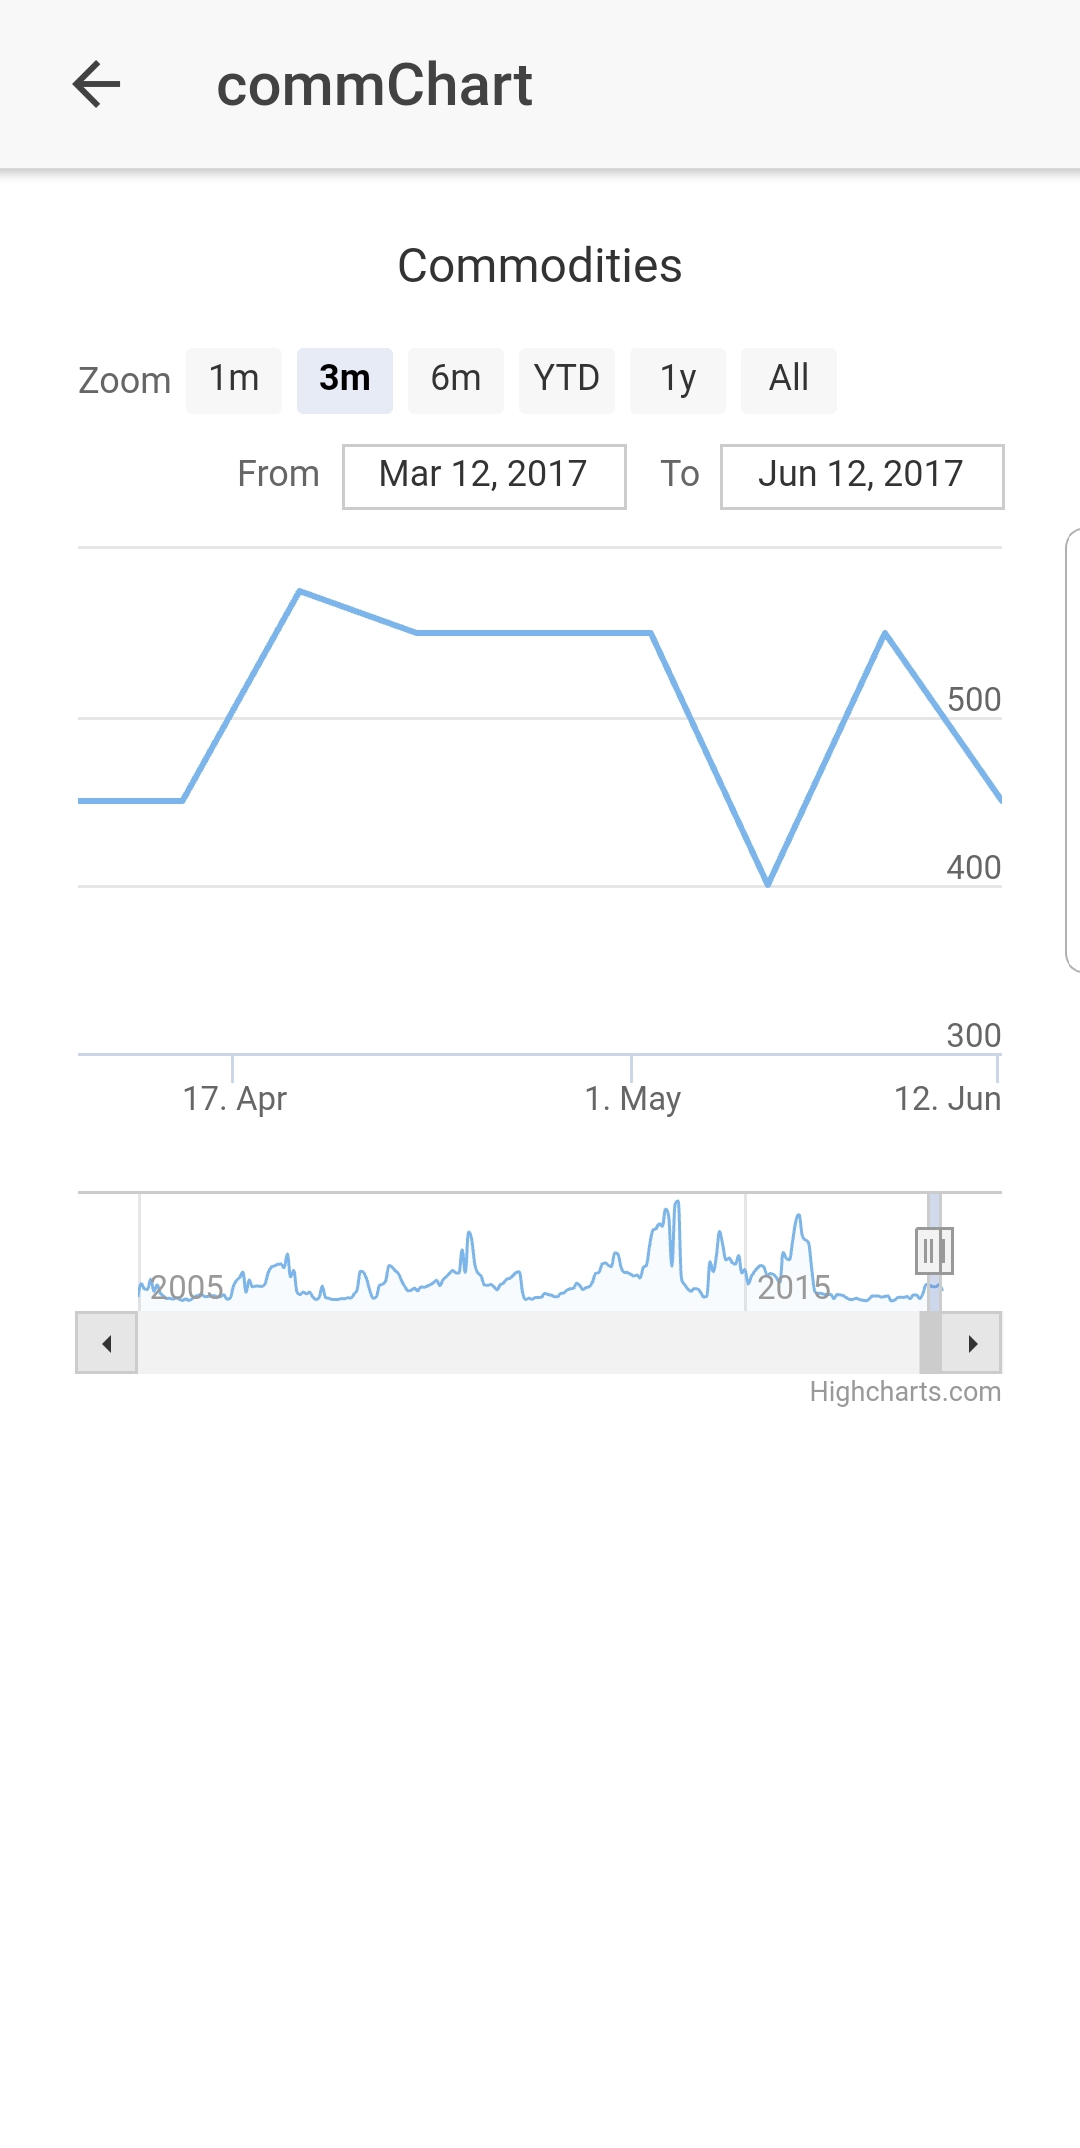 commChart
Commodities
Zoom 1m 3m 6m YTD 1y All
From Mar 12, 2017 To Jun 12, 2017
500
400
300
17. Apr 1. May 12. Jun
2005 2015
Highcharts.com